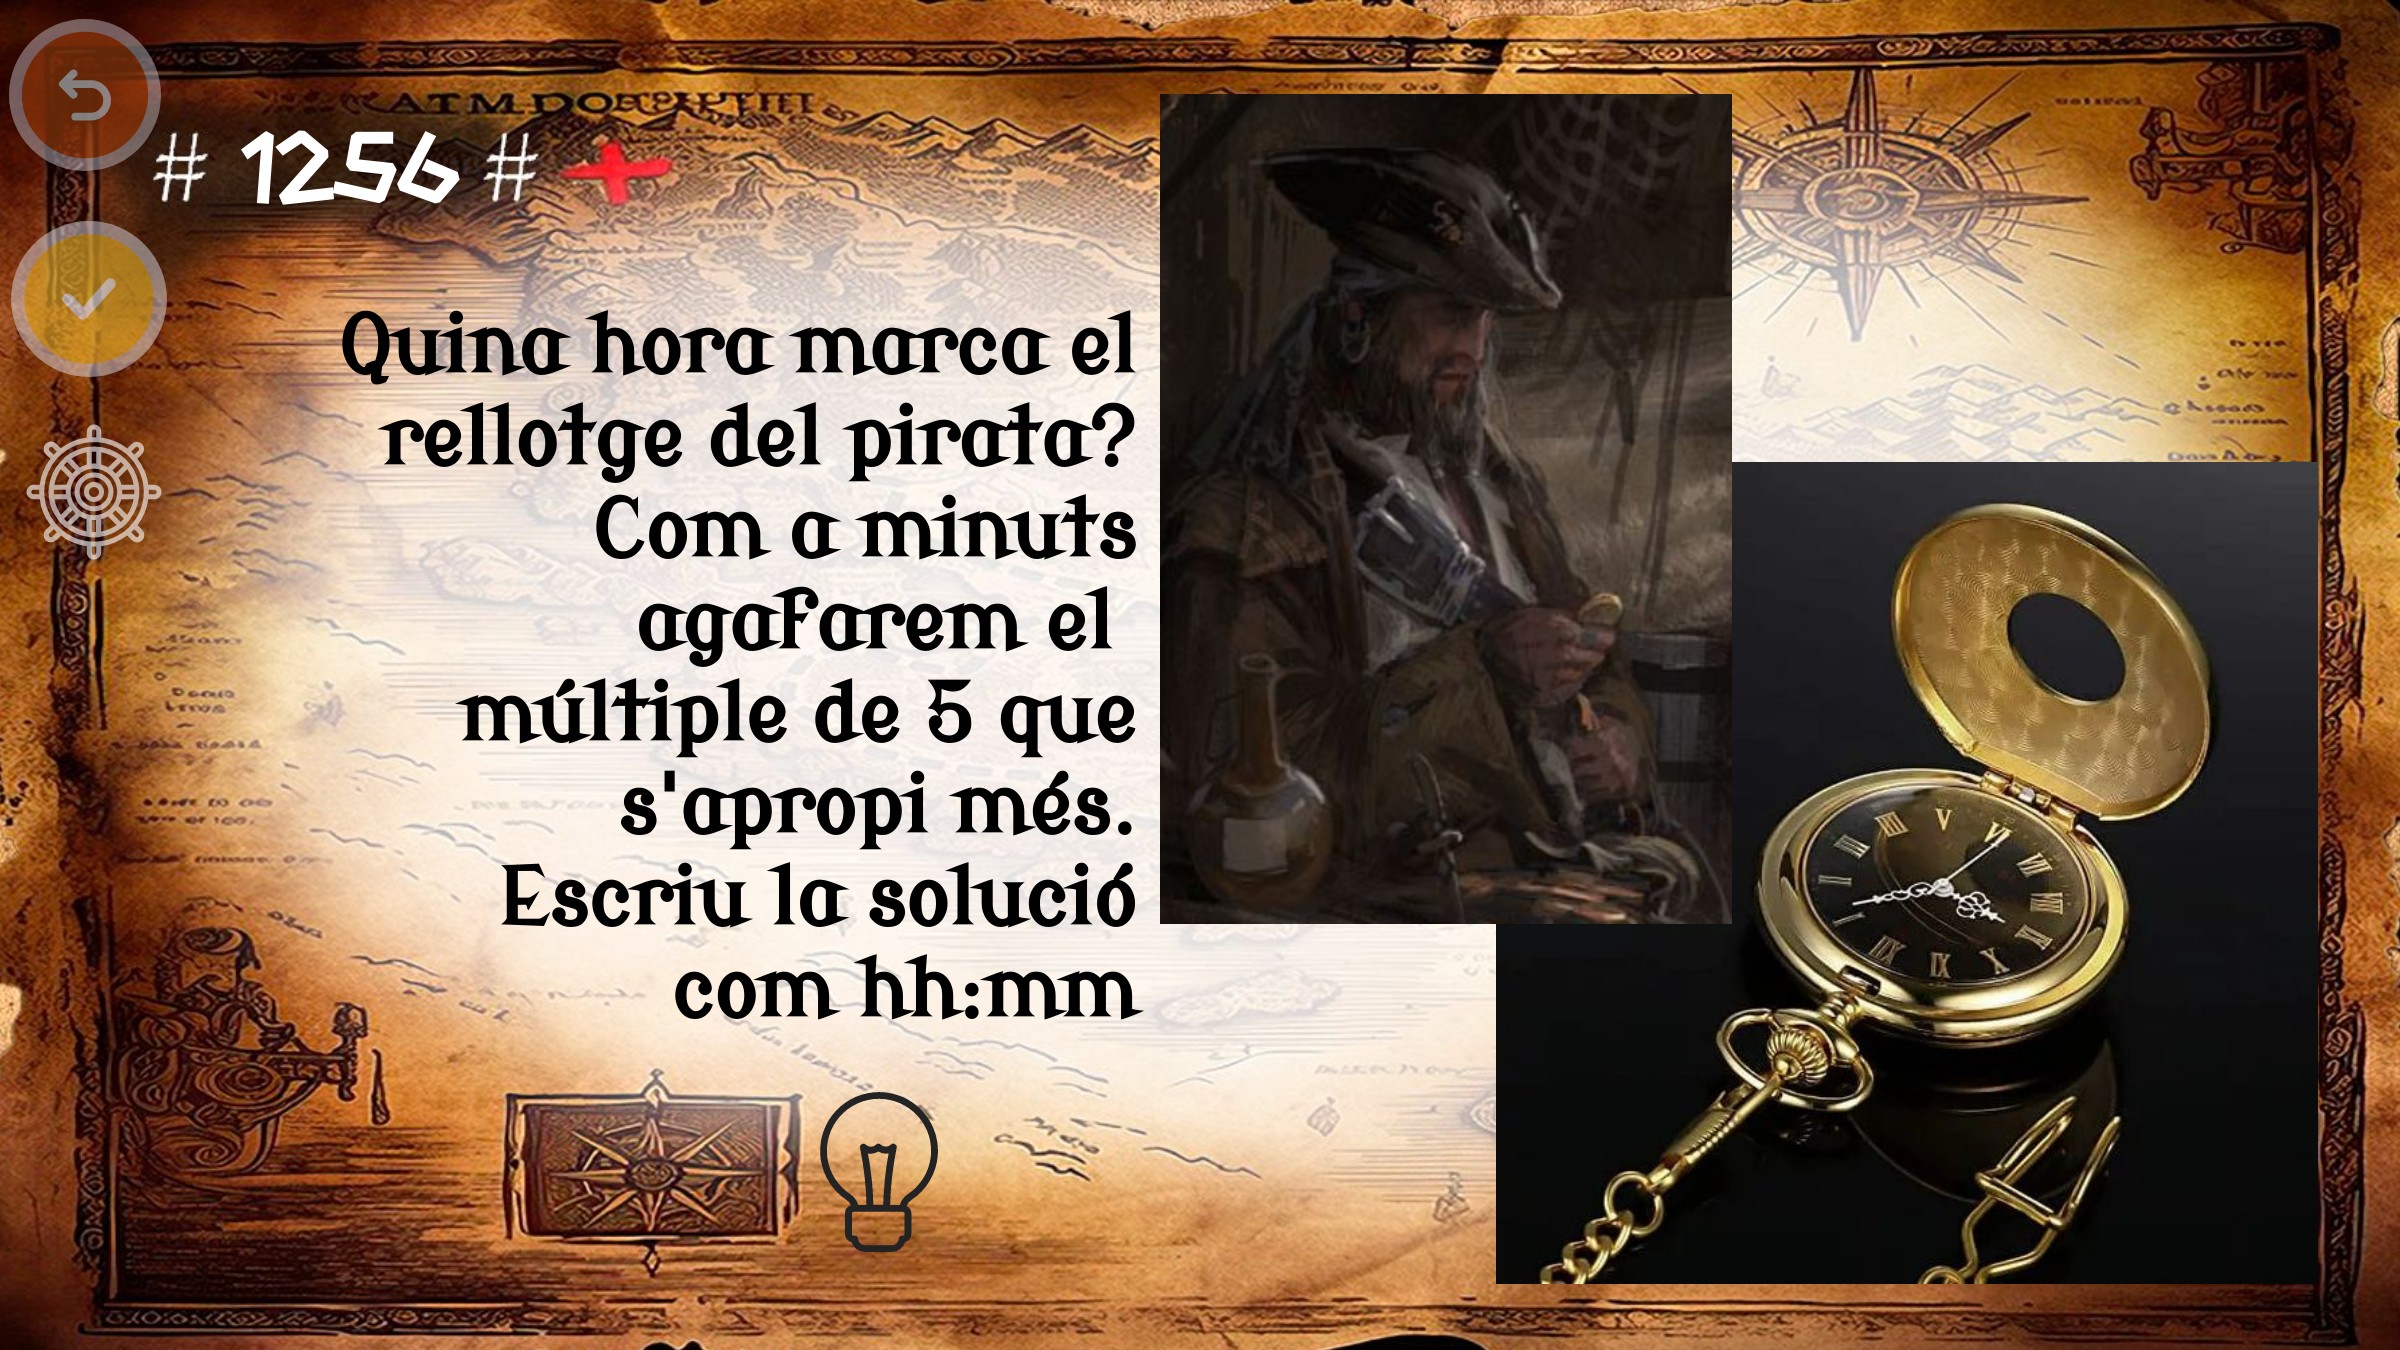 # 1256 #
Quina hora marca el
rellotge del pirata?
Com a minuts
agafarem el
múltiple de 5 que
s'apropi més.
Escriu la solució
com hh:mm